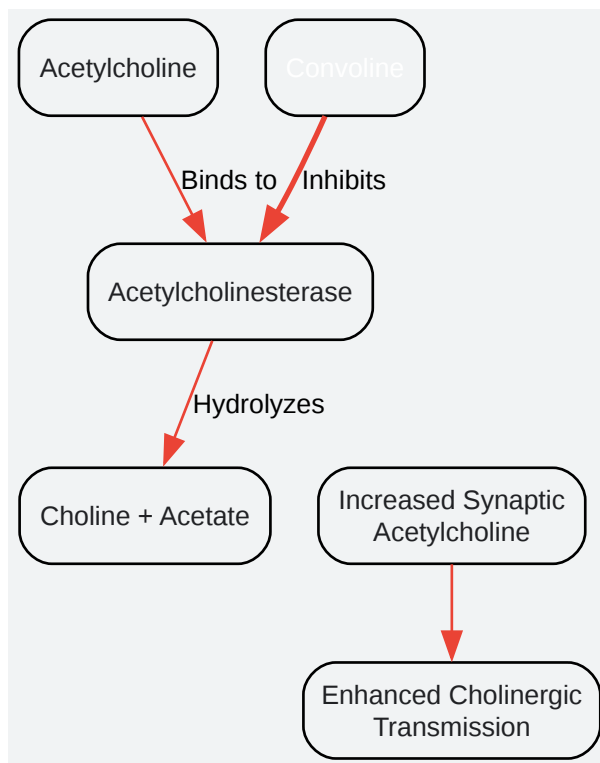 Acetylcholine
Convoline
Binds to
Inhibits
Acetylcholinesterase
Hydrolyzes
Choline + Acetate
Increased Synaptic
Acetylcholine
Enhanced Cholinergic
Transmission